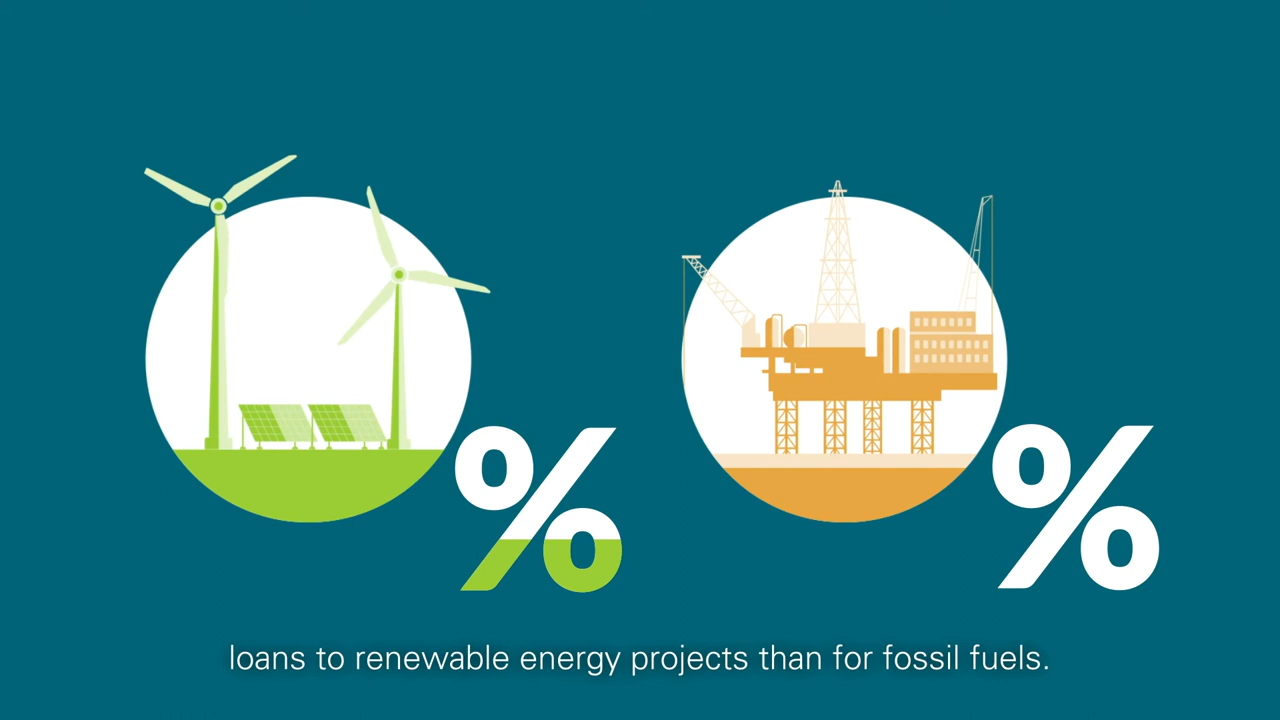 %
%
loans to renewable energy projects than for fossil fuels.